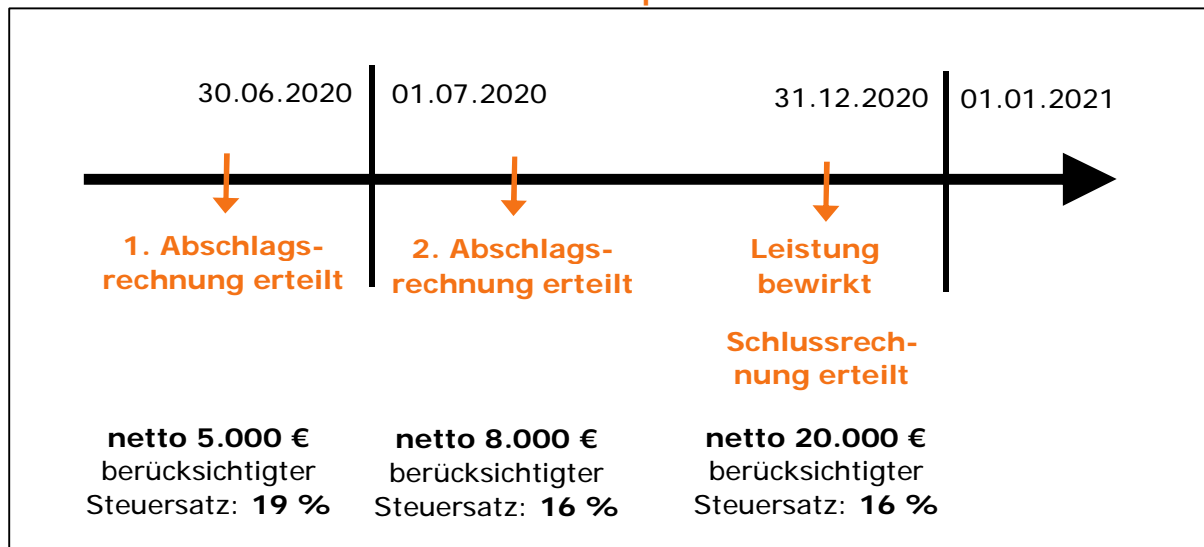 30.06.2020
01.07.2020
31.12.2020
01.01.2021
1. Abschlags-
rechnung erteilt
2. Abschlags-
rechnung erteilt
Leistung
bewirkt
Schlussrech-
nung erteilt
netto 5.000 €
berücksichtigter
Steuersatz: 19 %
netto 8.000 €
berücksichtigter
Steuersatz: 16 %
netto 20.000 €
berücksichtigter
Steuersatz: 16 %